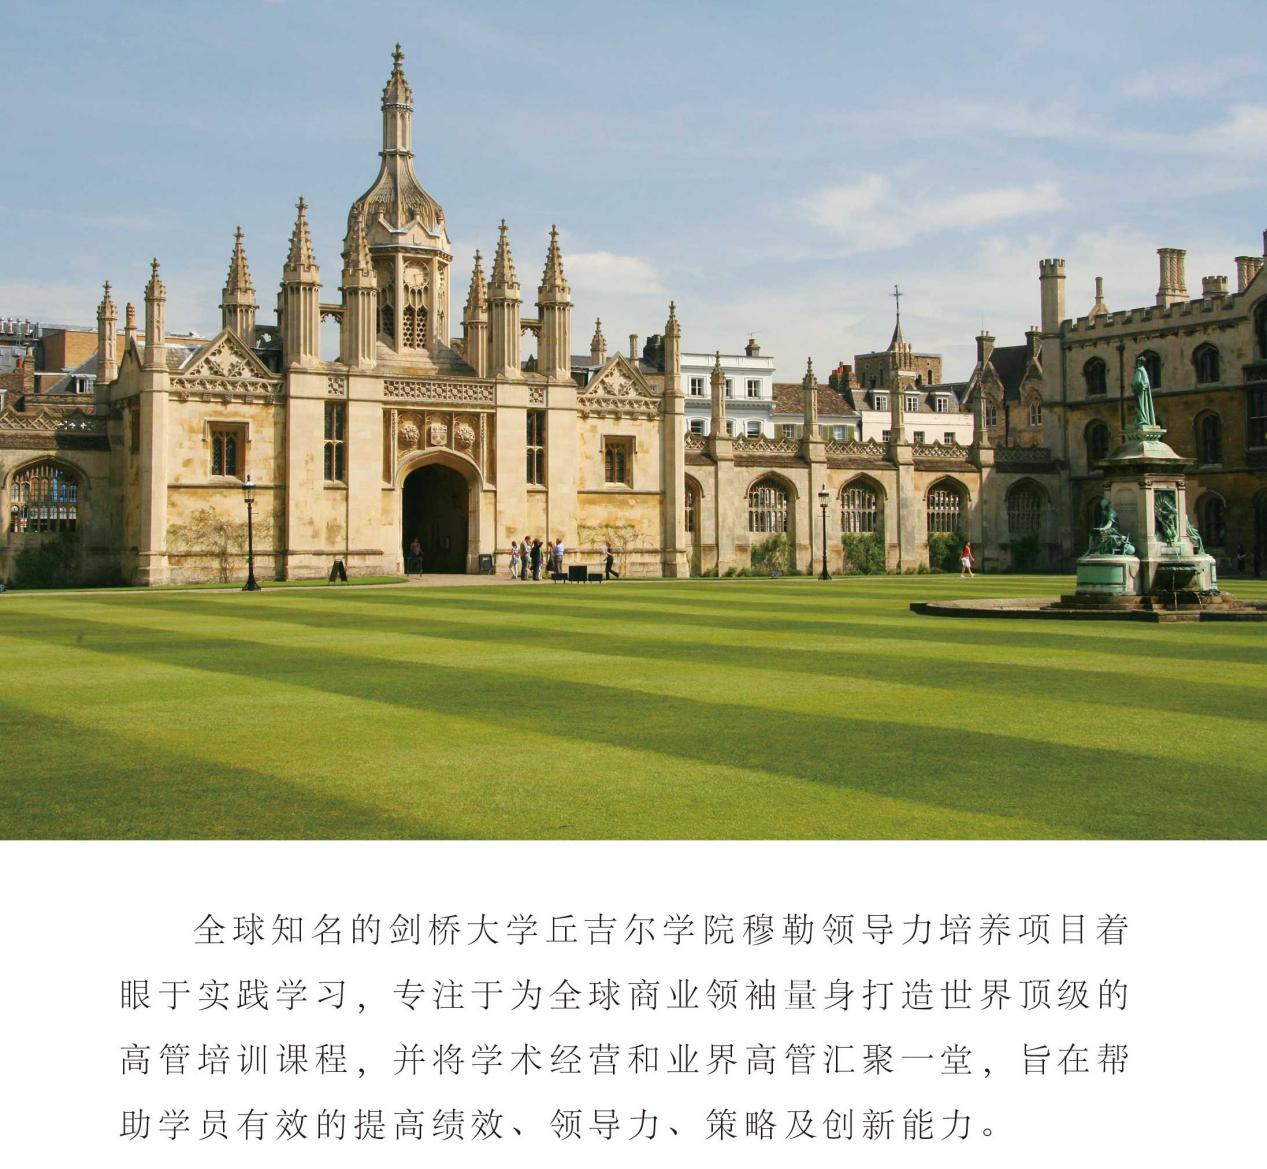 全球知名的剑桥大学丘吉尔学院穆勒领导力培养项目着
眼于实践学习，专注于为全球商业领袖量身打造世界顶级的
高管培训课程，并将学术经营和业界高管汇聚一堂，旨在帮
助学员有效的提高绩效、领导力、策略及创新能力。